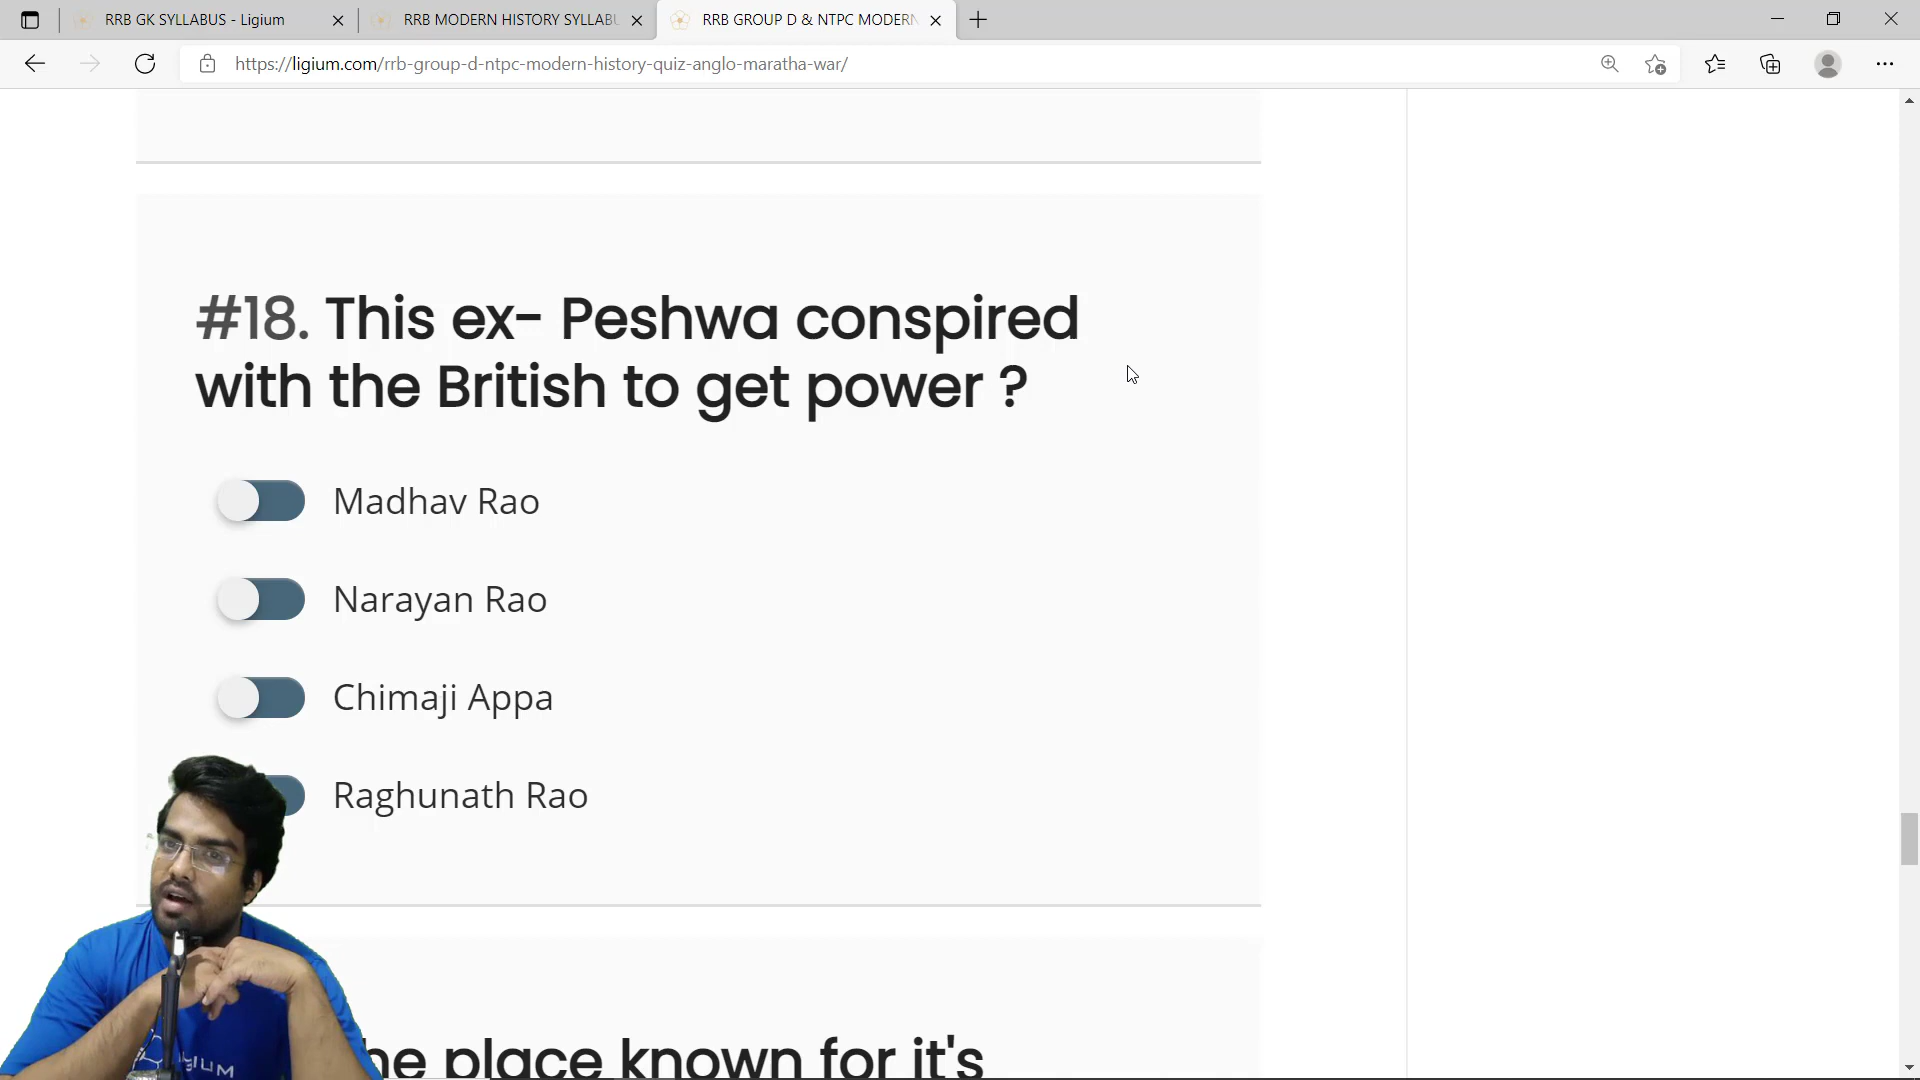 RRB GK SYLLABUS - Ligium
RRB MODERN HISTORY SYLLAB
RRB GROUP D & NTPC MODERN
https://ligium.com/rrb-group-d-ntpc-modern-history-quiz-anglo-maratha-war/
#18. This ex- Peshwa conspired
with the British to get power ?
Madhav Rao
Narayan Rao
Chimaji Appa
Raghunath Rao
he place known for it's